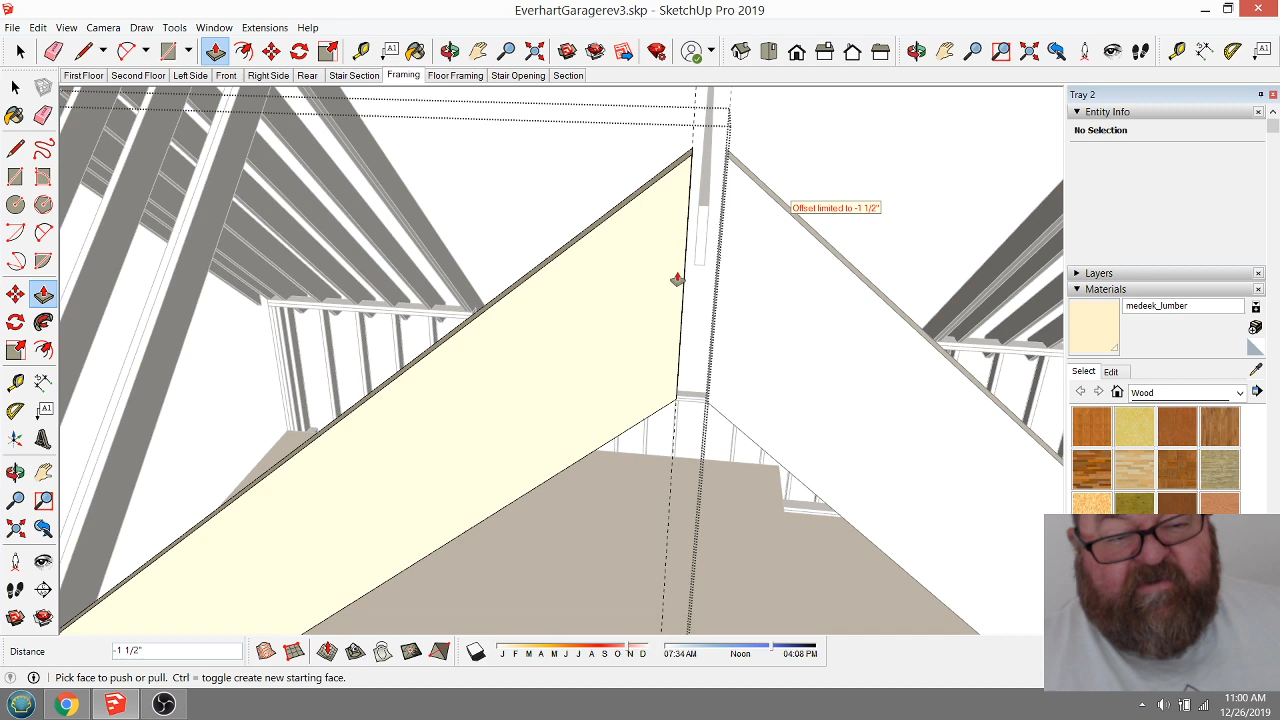 EverhartGaragerev3.skp - SketchUp Pro 2019
File Edit View Camera Draw Tools Window Extensions Help
First Floor Second Floor Left Side Front Right Side Rear Stair Section Framing Floor Framing Stair Opening Section
Tray 2
Entity Info
No Selection
Offset limited to -1 1/2"
Layers
Materials
medeek_lumber
Select Edit
Wood
Distance -1 1/2"
J F M A M J J A S O N D
07:34 AM Noon 04:08 PM
Pick face to push or pull. Ctrl = toggle create new starting face.
11:00 AM
12/26/2019